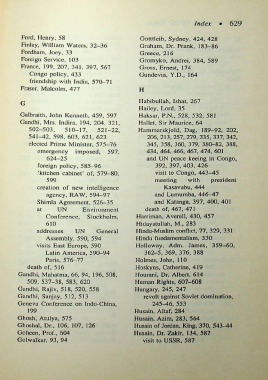 Index • 629
Ford, Henry, 58
Finlay, William Waters, 32–36
Fordham, Joey, 33
Foreign Service, 103
France, 199, 207, 341, 397, 567
Congo policy, 433
friendship with India, 570–71
Fraser, Malcolm, 477
G
Galbraith, John Kenneth, 459, 597
Gandhi, Mrs. Indira, 194, 204, 321,
502–503, 510–17, 521–22,
541–42, 598, 603, 621, 623
elected Prime Minister, 575–76
emergency imposed, 597,
624–25
foreign policy, 585–96
'kitchen cabinet' of, 579–80,
599
creation of new intelligence
agency, RAW, 594–97
Shimla Agreement, 526–35
at UN Environment
Conference, Stockholm,
610
addresses UN General
Assembly, 590, 594
visits East Europe, 590
Latin America, 590–94
Paris, 576–77
death of, 516
Gandhi, Mahatma, 66, 94, 196, 508,
509, 537–38, 583, 620
Gandhi, Rajiv, 518, 520, 558
Gandhi, Sanjay, 512, 513
Geneva Conference on Indo-China,
199
Ghosh, Atulya, 575
Ghoshal, Dr., 106, 107, 126
Goheen, Prof., 604
Golwalkar, 93, 94
Gottlieb, Sydney, 424, 428
Graham, Dr. Frank, 183–86
Greece, 216
Gromyko, Andrei, 384, 589
Gross, Ernest, 174
Gundevia, Y.D., 164
H
Habibullah, Ishat, 267
Hailey, Lord, 35
Haksar, P.N., 528, 532, 581
Hallet, Sir Maurice, 64
Hammarskjold, Dag, 189–92, 202,
206, 213, 257, 279, 335, 337, 342,
345, 358, 360, 379, 380–82, 388,
434, 464, 466, 467, 474, 601
and UN peace keeing in Congo,
392, 397, 403, 426
visit to Congo, 443–45
meeting with president
Kasavabu, 444
and Lumumba, 446–47
and Katanga, 397, 400, 401
death of, 467, 471
Harriman, Averell, 430, 457
Hidayatullah, M., 283
Hindu-Muslim conflict, 77, 329, 331
Hindu fundamentalism, 530
Holloway, Adm. James, 359–60,
362–5, 369, 376, 388
Holmes, John, 110
Hoskyns, Catherine, 419
Hourani, Dr. Albert, 614
Human Rights, 607–608
Hungary, 245, 247
revolt against Soviet domination,
245–46, 553
Husain, Altaf, 284
Husain, Azim, 283, 564
Husain of Jordan, King, 370, 543–44
Husain, Dr. Zakir, 134, 587
visit to USSR, 587